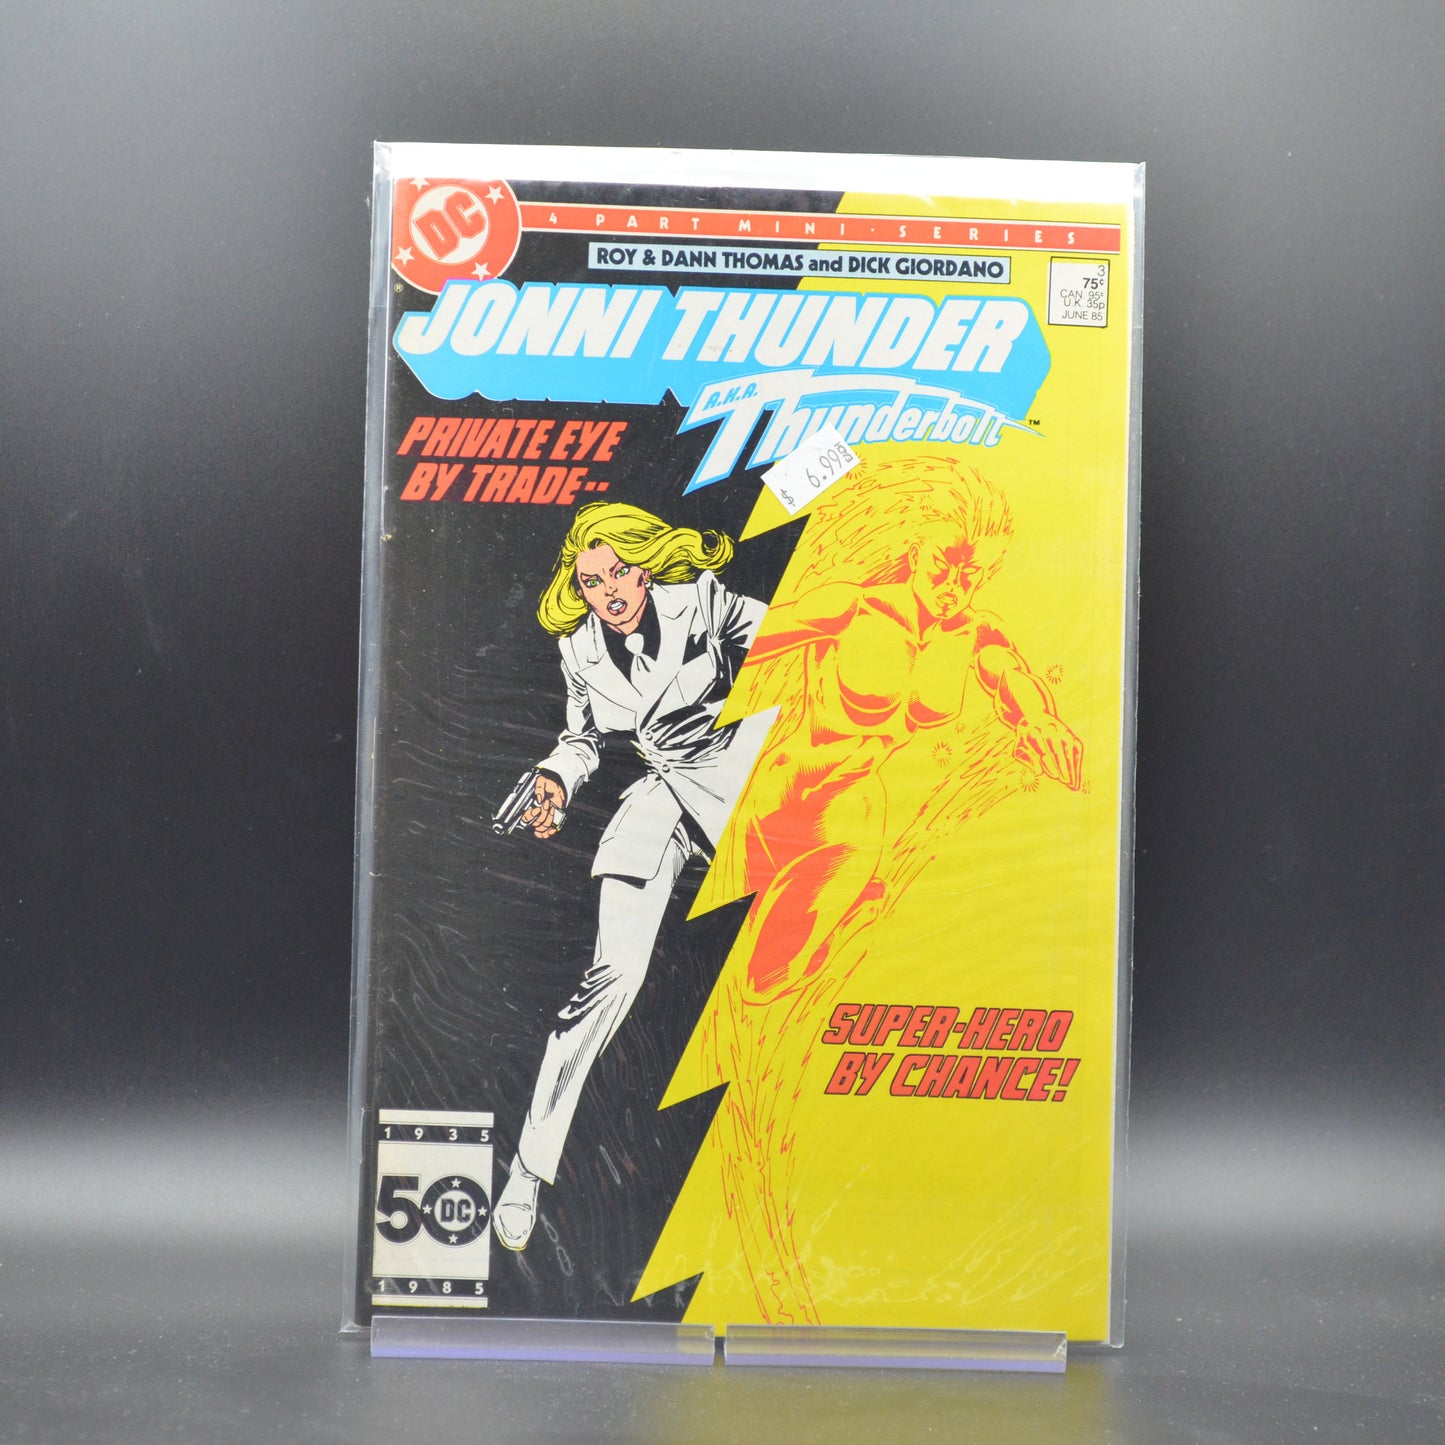 DC
4 PART MINI-SERIES
ROY & DANN THOMAS and DICK GIORDANO
3
75¢
CAN. 95¢
U.K. 35p
JUNE 85
®
JONNI THUNDER
A.K.A.
Thunderbolt
™
PRIVATE EYE
BY TRADE--
$ 6.99
SUPER-HERO
BY CHANCE!
1935
50 DC
1985